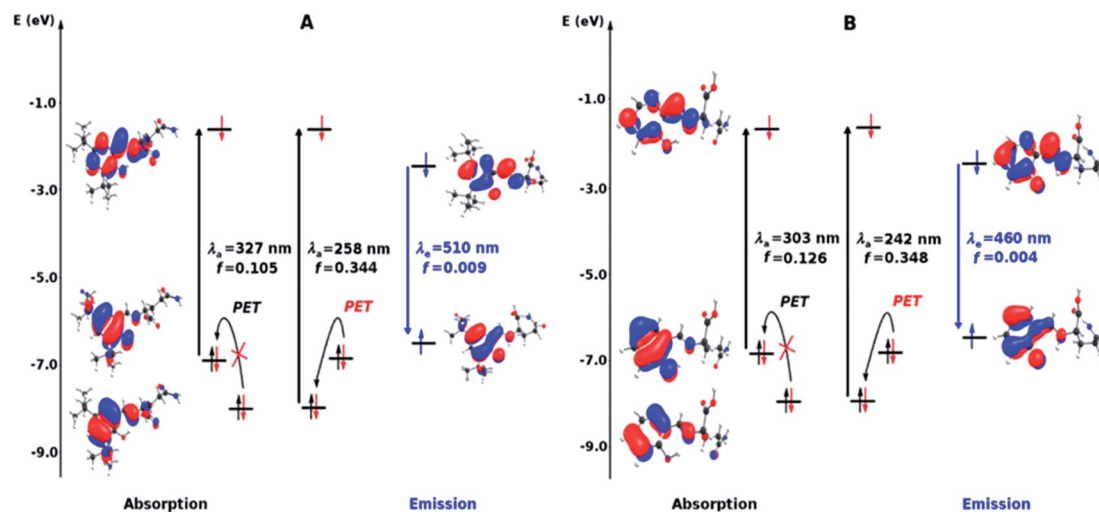 E (eV)
A
-1.0
-3.0
-5.0
-7.0
-9.0
λa=327 nm
f=0.105
λa=258 nm
f=0.344
λe=510 nm
f=0.009
PET
PET
Absorption
Emission
E (eV)
B
-1.0
-3.0
-5.0
-7.0
-9.0
λa=303 nm
f=0.126
λa=242 nm
f=0.348
λe=460 nm
f=0.004
PET
PET
Absorption
Emission